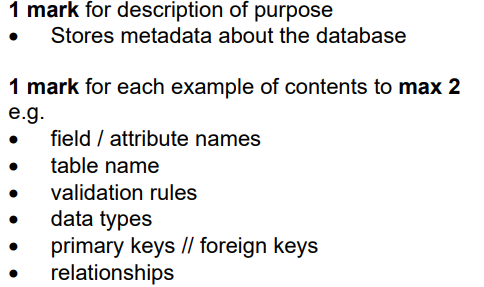 1 mark for description of purpose
• Stores metadata about the database
1 mark for each example of contents to max 2
e.g.
• field / attribute names
• table name
• validation rules
• data types
• primary keys // foreign keys
• relationships